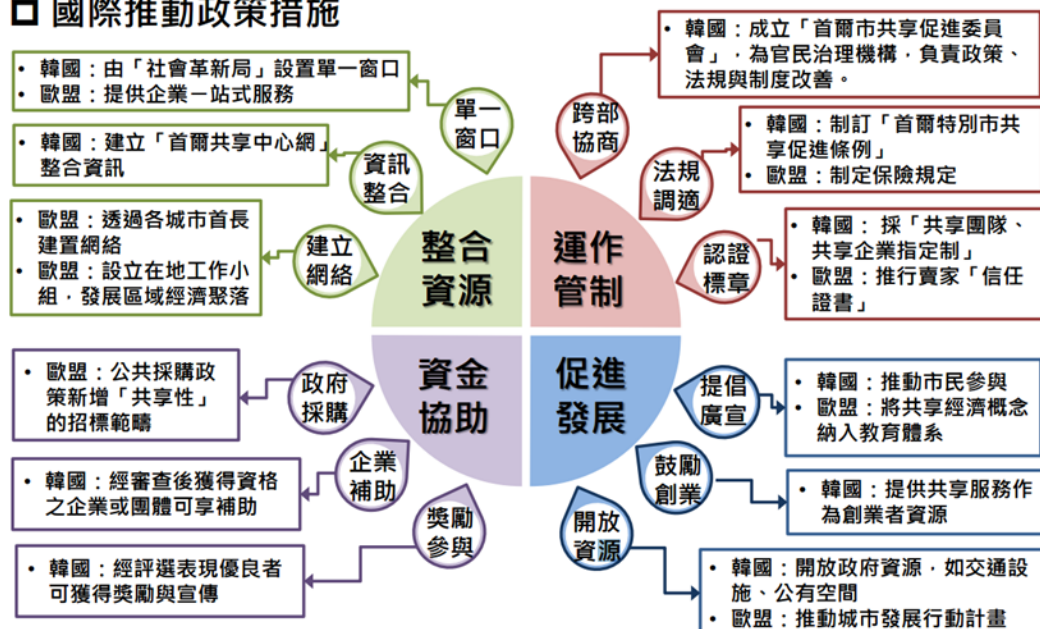 國際推動政策措施
• 韓國：由「社會革新局」設置單一窗口
• 歐盟：提供企業一站式服務
單一
窗口
• 韓國：建立「首爾共享中心網」
整合資訊
資訊
整合
• 歐盟：透過各城市首長
建置網絡
• 歐盟：設立在地工作小
組，發展區域經濟聚落
建立
網絡
整合
資源
• 韓國：成立「首爾市共享促進委員
會」，為官民治理機構，負責政策、
法規與制度改善。
跨部
協商
• 韓國：制訂「首爾特別市共
享促進條例」
• 歐盟：制定保險規定
法規
調適
• 韓國： 採「共享團隊、
共享企業指定制」
• 歐盟：推行賣家「信任
證書」
認證
標章
運作
管制
• 歐盟：公共採購政
策新增「共享性」
的招標範疇
政府
採購
• 韓國：經審查後獲得資格
之企業或團體可享補助
企業
補助
• 韓國：經評選表現優良者
可獲得獎勵與宣傳
獎勵
參與
資金
協助
• 韓國：推動市民參與
• 歐盟：將共享經濟概念
納入教育體系
提倡
廣宣
• 韓國：提供共享服務作
為創業者資源
鼓勵
創業
• 韓國：開放政府資源，如交通設
施、公有空間
• 歐盟：推動城市發展行動計畫
開放
資源
促進
發展